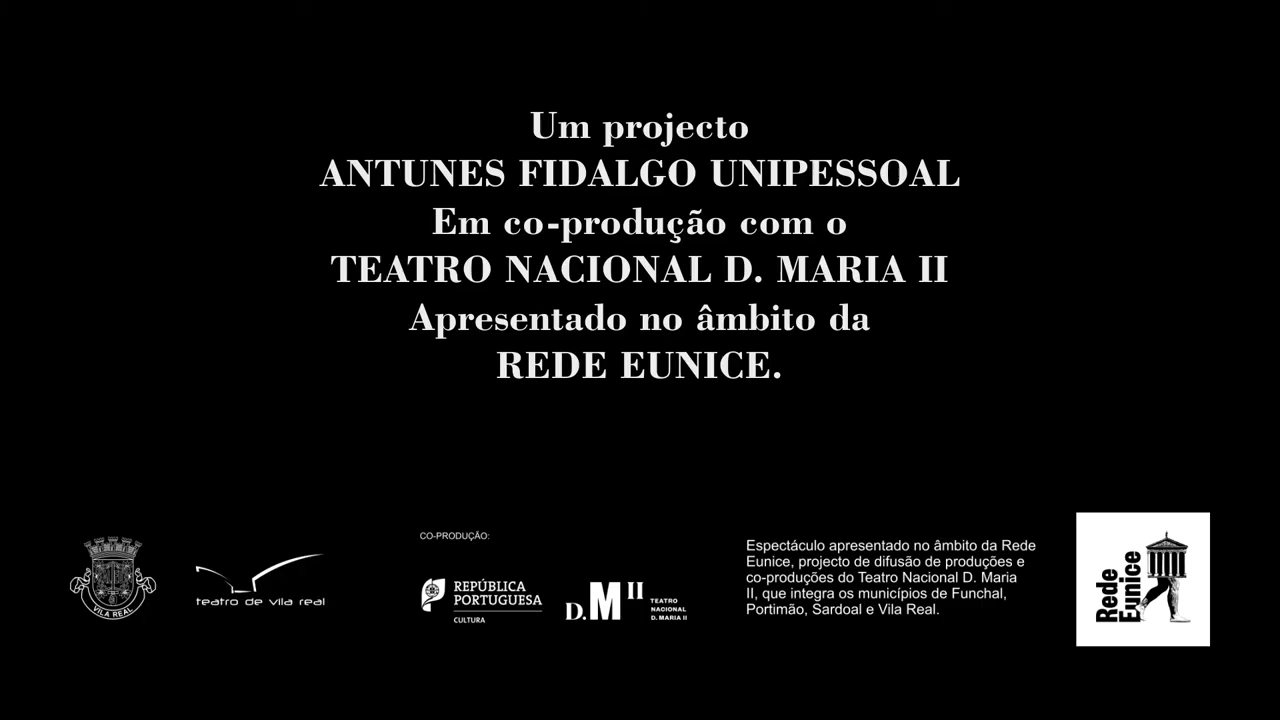 Um projecto
ANTUNES FIDALGO UNIPESSOAL
Em co-produção com o
TEATRO NACIONAL D. MARIA II
Apresentado no âmbito da
REDE EUNICE.
VILA REAL
teatro de vila real
CO-PRODUÇÃO:
REPÚBLICA
PORTUGUESA
CULTURA
D.M II
TEATRO
NACIONAL
D. MARIA II
Espectáculo apresentado no âmbito da Rede
Eunice, projecto de difusão de produções e
co-produções do Teatro Nacional D. Maria
II, que integra os municípios de Funchal,
Portimão, Sardoal e Vila Real.
Rede
Eunice